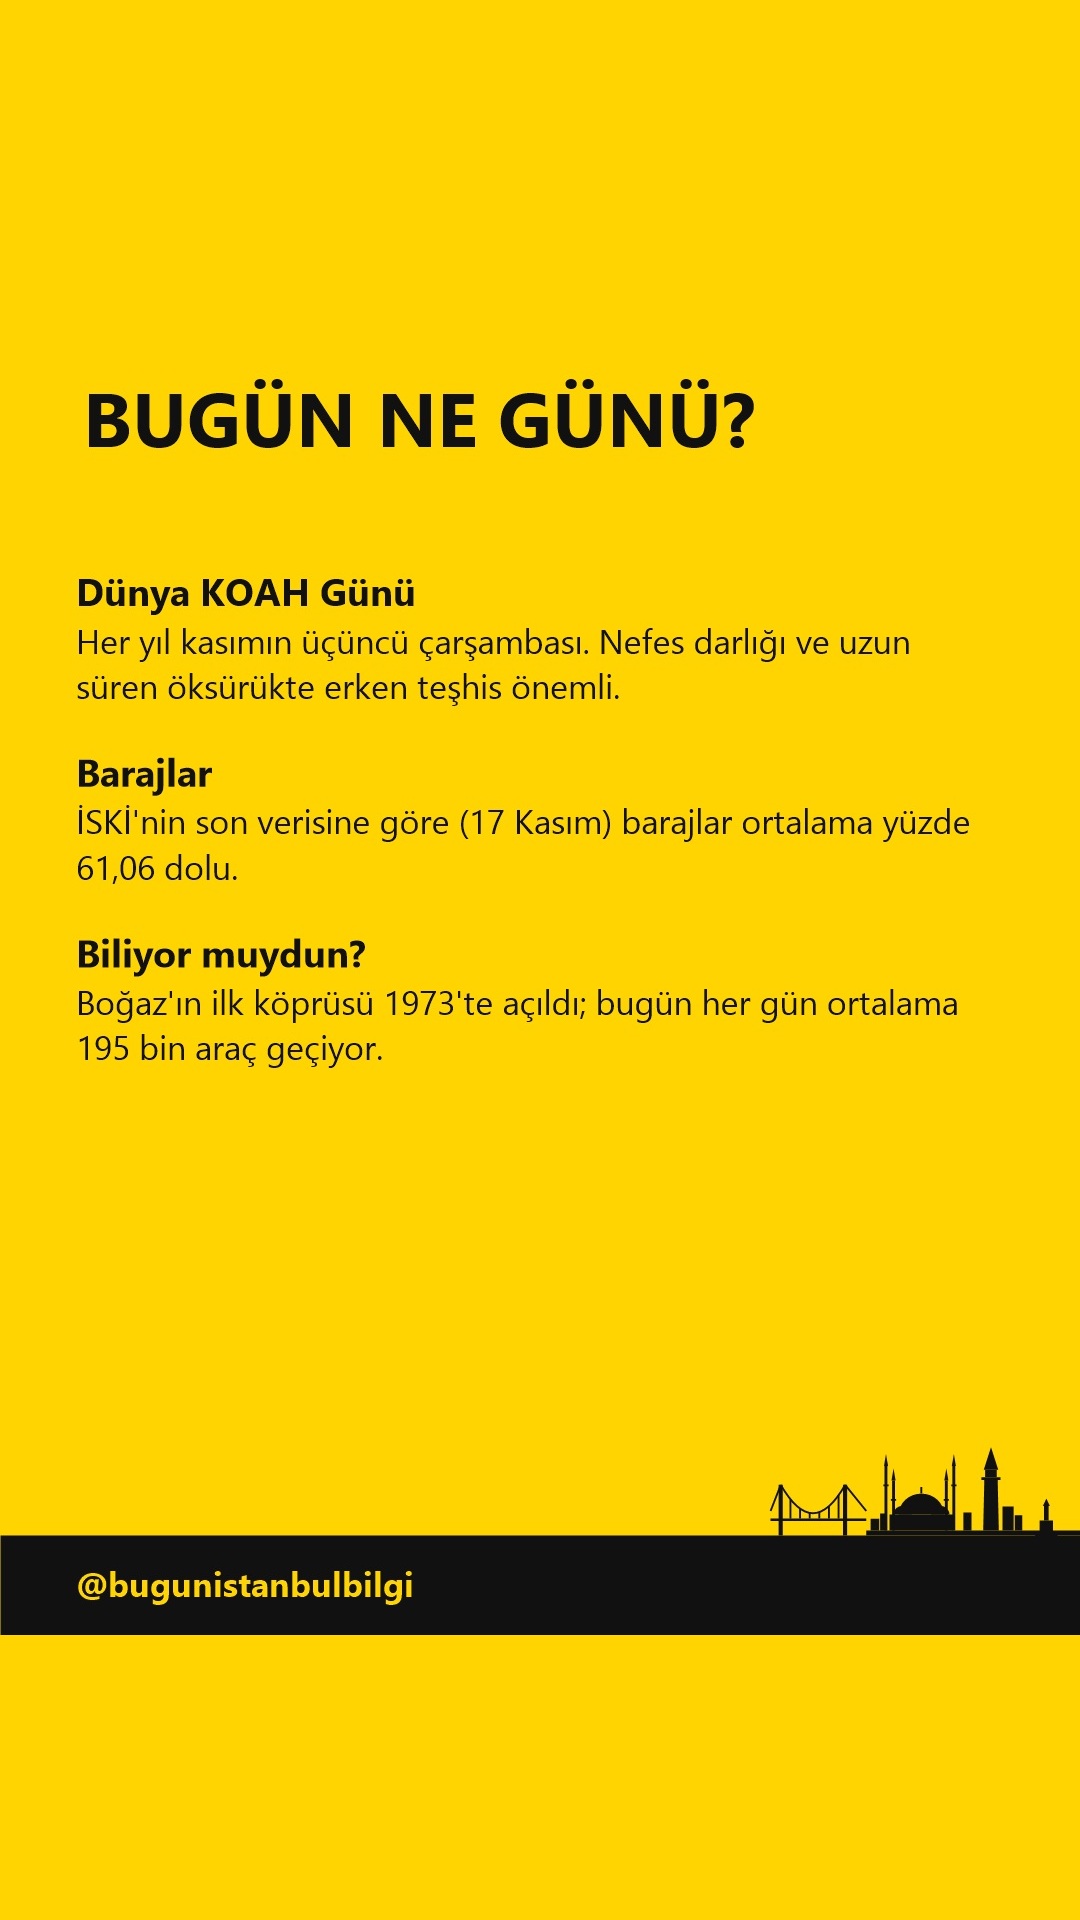 BUGÜN NE GÜNÜ?
Dünya KOAH Günü
Her yıl kasımın üçüncü çarşambası. Nefes darlığı ve uzun
süren öksürükte erken teşhis önemli.
Barajlar
İSKİ'nin son verisine göre (17 Kasım) barajlar ortalama yüzde
61,06 dolu.
Biliyor muydun?
Boğaz'ın ilk köprüsü 1973'te açıldı; bugün her gün ortalama
195 bin araç geçiyor.
@bugunistanbulbilgi